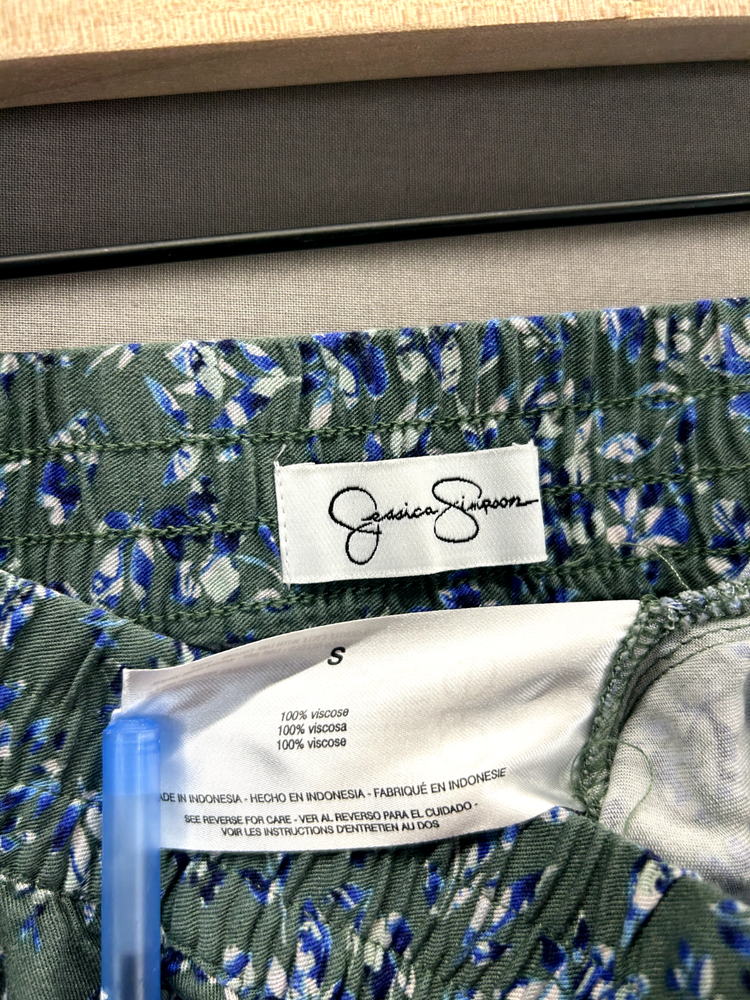 Jessica Simpson
S
100% viscose
100% viscosa
100% viscose
ADE IN INDONESIA - HECHO EN INDONESIA - FABRIQUÉ EN INDONESIE
SEE REVERSE FOR CARE - VER AL REVERSO PARA EL CUIDADO -
VOIR LES INSTRUCTIONS D'ENTRETIEN AU DOS